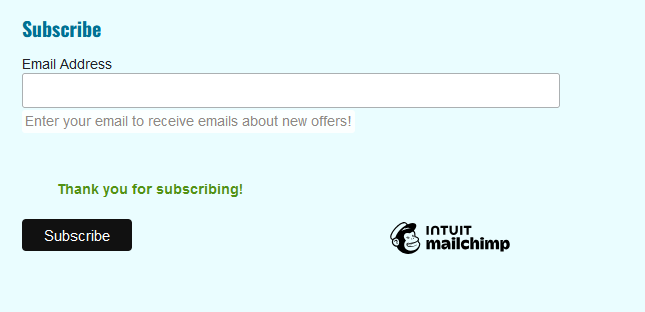 Subscribe
Email Address
Enter your email to receive emails about new offers!
Thank you for subscribing!
Subscribe
INTUIT
mailchimp